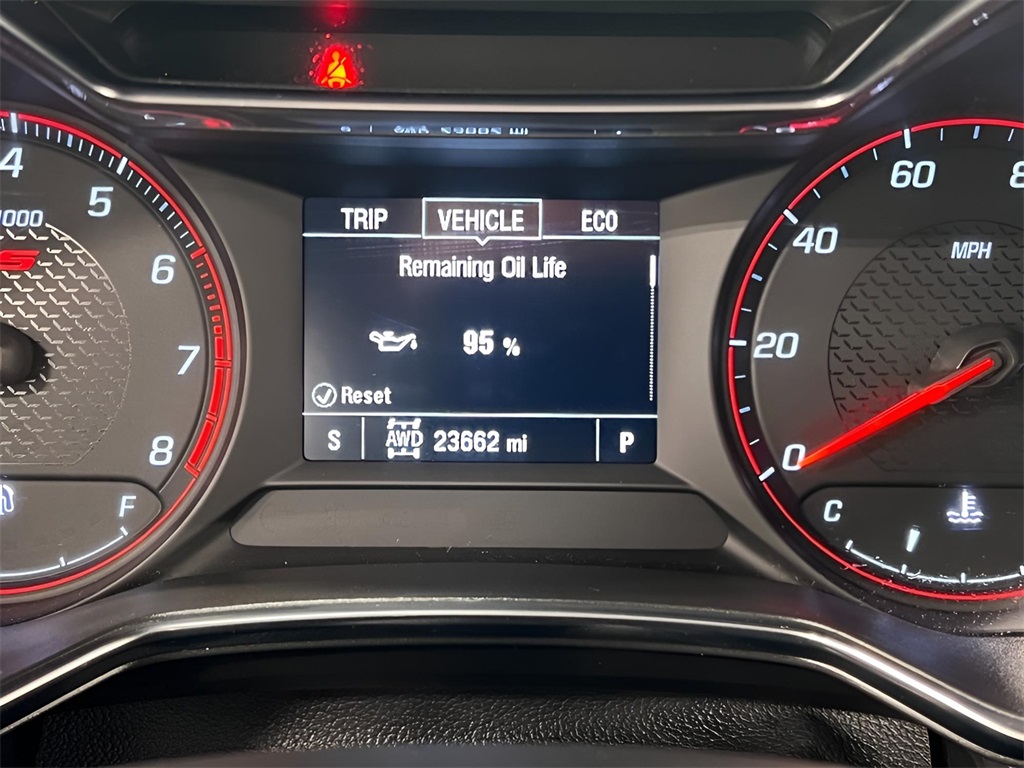 TRIP VEHICLE ECO
Remaining Oil Life
95 %
Reset
S AWD 23662 mi P
4
5
6
7
8
F
60
40
MPH
20
0
C